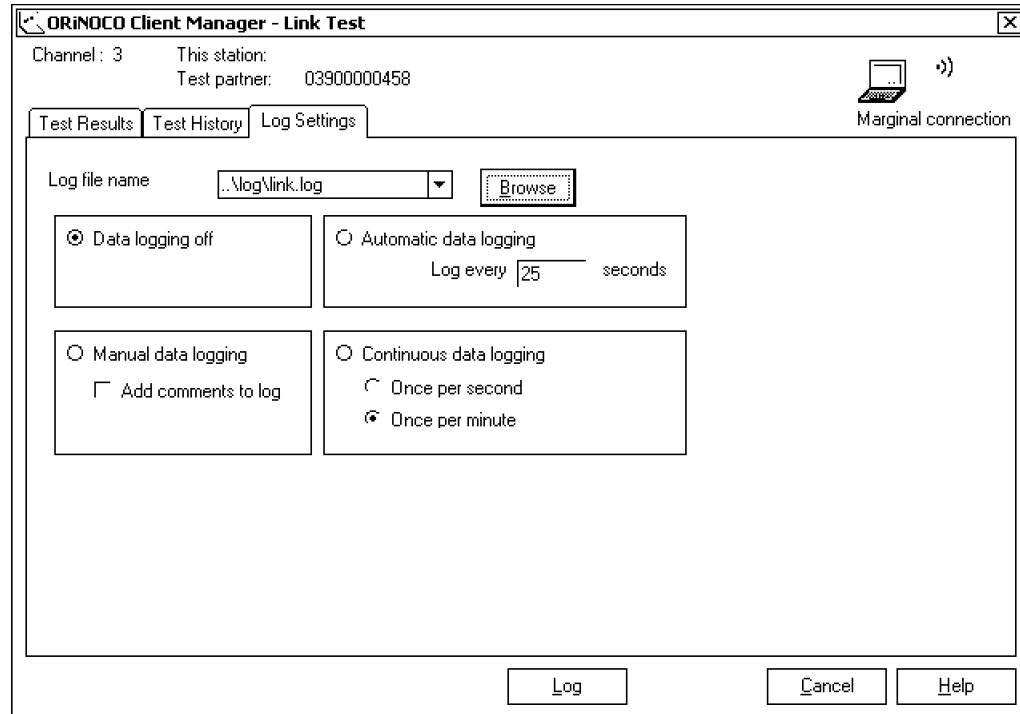 ORiNOCO Client Manager - Link Test
Channel : 3 This station:
Test partner: 03900000458
Marginal connection
Test Results Test History Log Settings
Log file name ..\log\link.log Browse
Data logging off
Automatic data logging
Log every 25 seconds
Manual data logging
Add comments to log
Continuous data logging
Once per second
Once per minute
Log Cancel Help